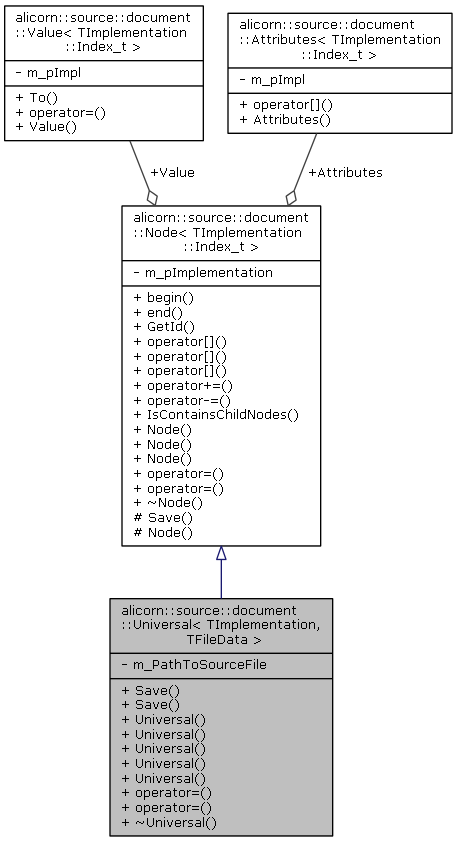 alicorn::source::document
::Value< TImplementation
::Index_t >
- m_pImpl
+ To()
+ operator=()
+ Value()
alicorn::source::document
::Attributes< TImplementation
::Index_t >
- m_pImpl
+ operator[]()
+ Attributes()
+Value
+Attributes
alicorn::source::document
::Node< TImplementation
::Index_t >
- m_pImplementation
+ begin()
+ end()
+ GetId()
+ operator[]()
+ operator[]()
+ operator[]()
+ operator+=()
+ operator-=()
+ IsContainsChildNodes()
+ Node()
+ Node()
+ Node()
+ operator=()
+ operator=()
+ ~Node()
# Save()
# Node()
alicorn::source::document
::Universal< TImplementation,
TFileData >
- m_PathToSourceFile
+ Save()
+ Save()
+ Universal()
+ Universal()
+ Universal()
+ Universal()
+ Universal()
+ operator=()
+ operator=()
+ ~Universal()